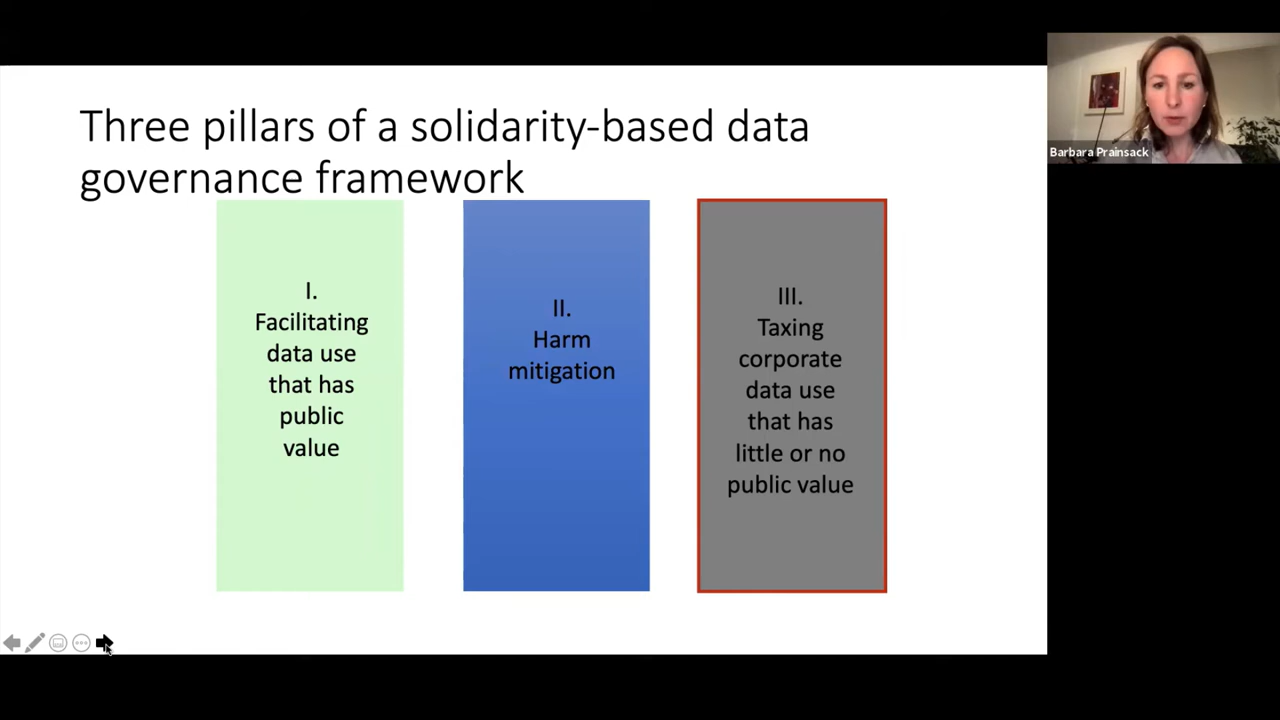 Three pillars of a solidarity-based data
governance framework
I.
Facilitating
data use
that has
public
value
II.
Harm
mitigation
III.
Taxing
corporate
data use
that has
little or no
public value
Barbara Prainsack